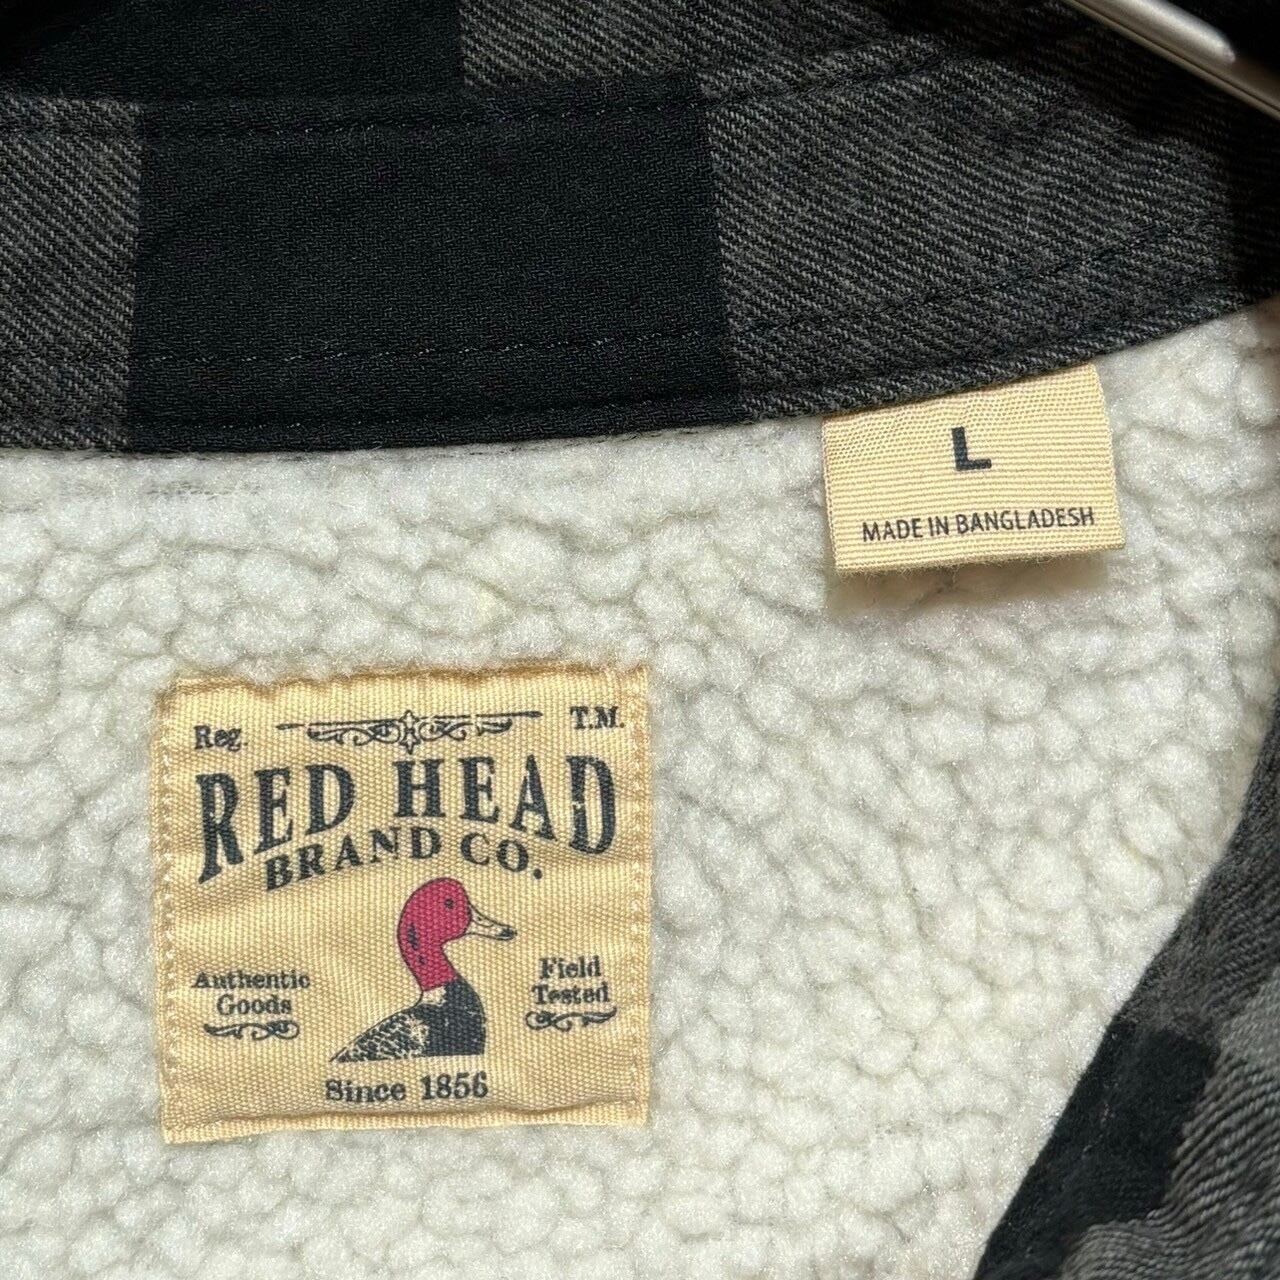 L
MADE IN BANGLADESH
Reg. T.M.
RED HEAD
BRAND CO.
Authentic
Goods
Field
Tested
Since 1856